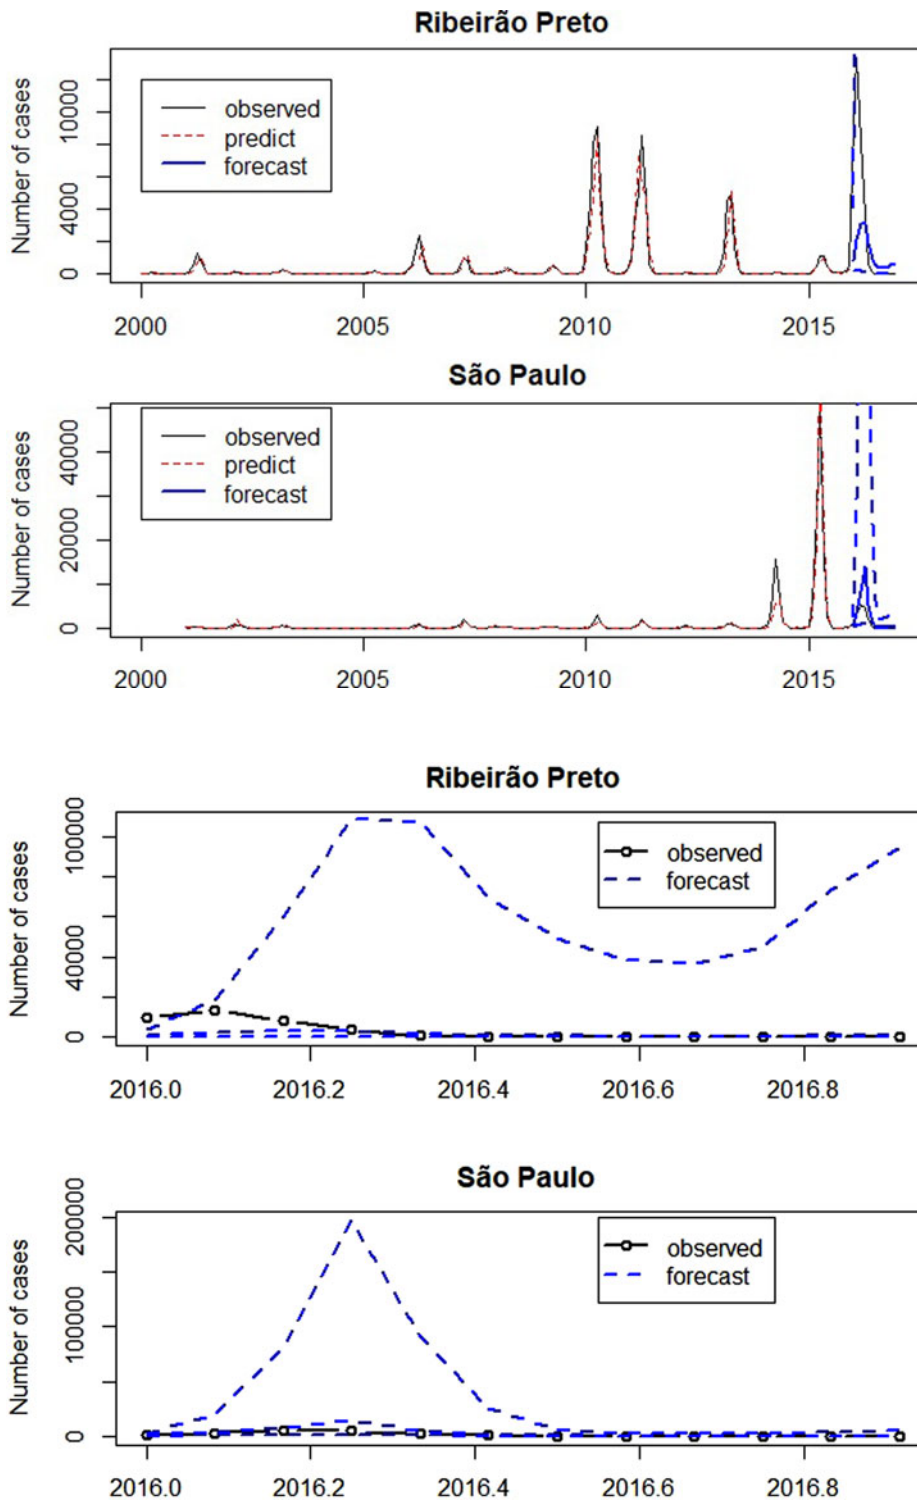 Ribeirão Preto
Number of cases
0 4000 10000
observed
predict
forecast
2000 2005 2010 2015
São Paulo
Number of cases
0 20000 40000
observed
predict
forecast
2000 2005 2010 2015
Ribeirão Preto
Number of cases
0 40000 100000
observed
forecast
2016.0 2016.2 2016.4 2016.6 2016.8
São Paulo
Number of cases
0 100000 200000
observed
forecast
2016.0 2016.2 2016.4 2016.6 2016.8